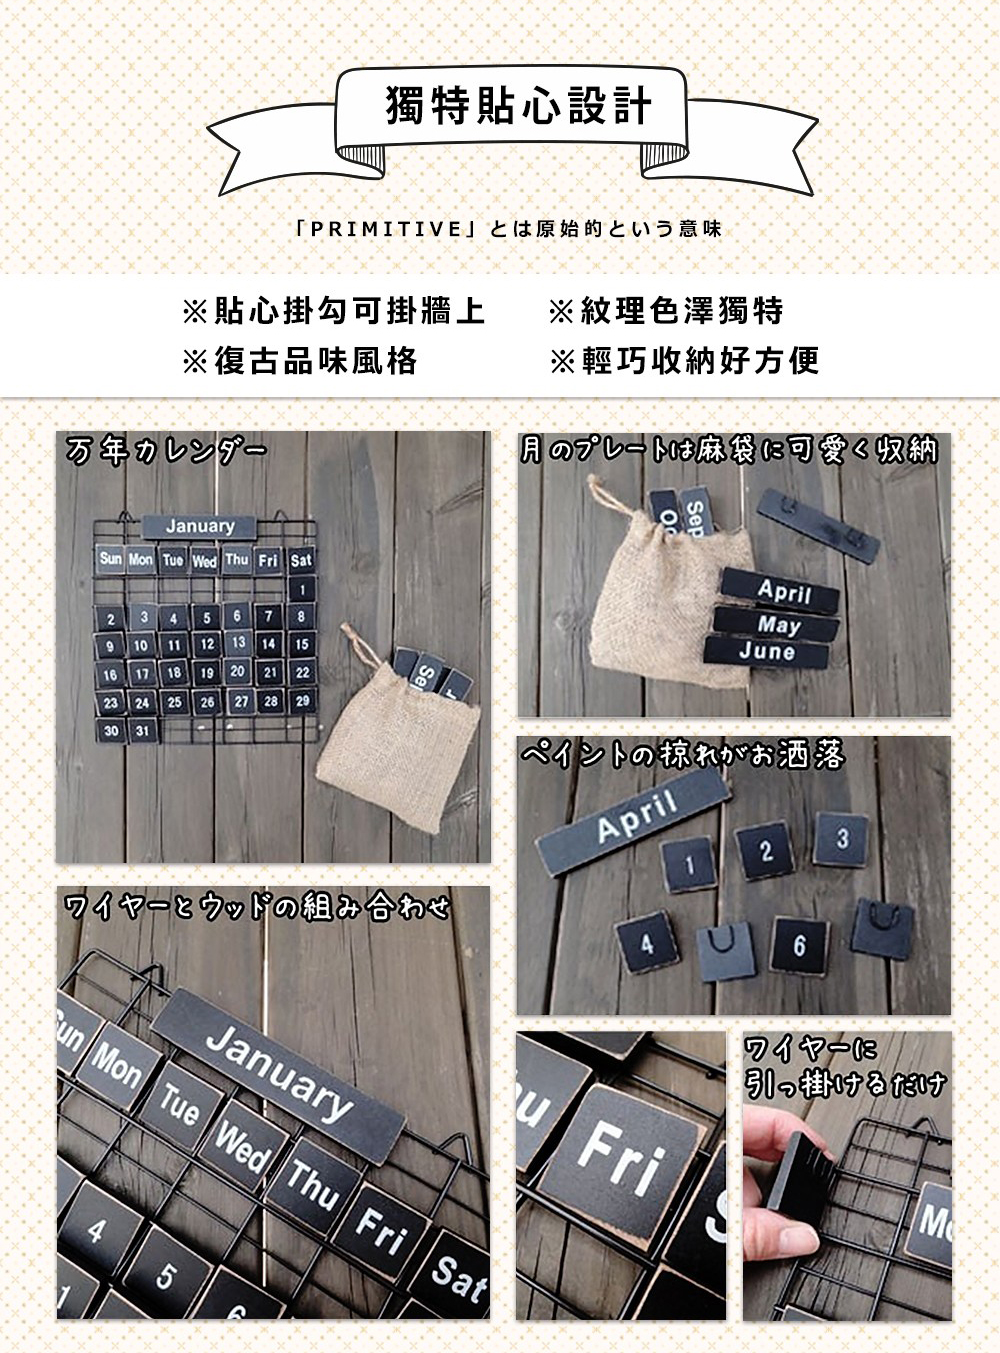 獨特貼心設計
「PRIMITIVE」とは原始的という意味
※貼心掛勾可掛牆上
※紋理色澤獨特
※復古品味風格
※輕巧收納好方便
万年カレンダー
January
Sun Mon Tue Wed Thu Fri Sat
1
2 3 4 5 6 7 8
9 10 11 12 13 14 15
16 17 18 19 20 21 22
23 24 25 26 27 28 29
30 31
Se
月のプレートは麻袋に可愛く収納
Oc
Sep
April
May
June
ペイントの掠れがお洒落
April
1 2 3
4 6
ワイヤーとウッドの組み合わせ
January
Sun Mon Tue Wed Thu Fri Sat
4 5 6
1
u Fri S
ワイヤーに
引っ掛けるだけ
Mo